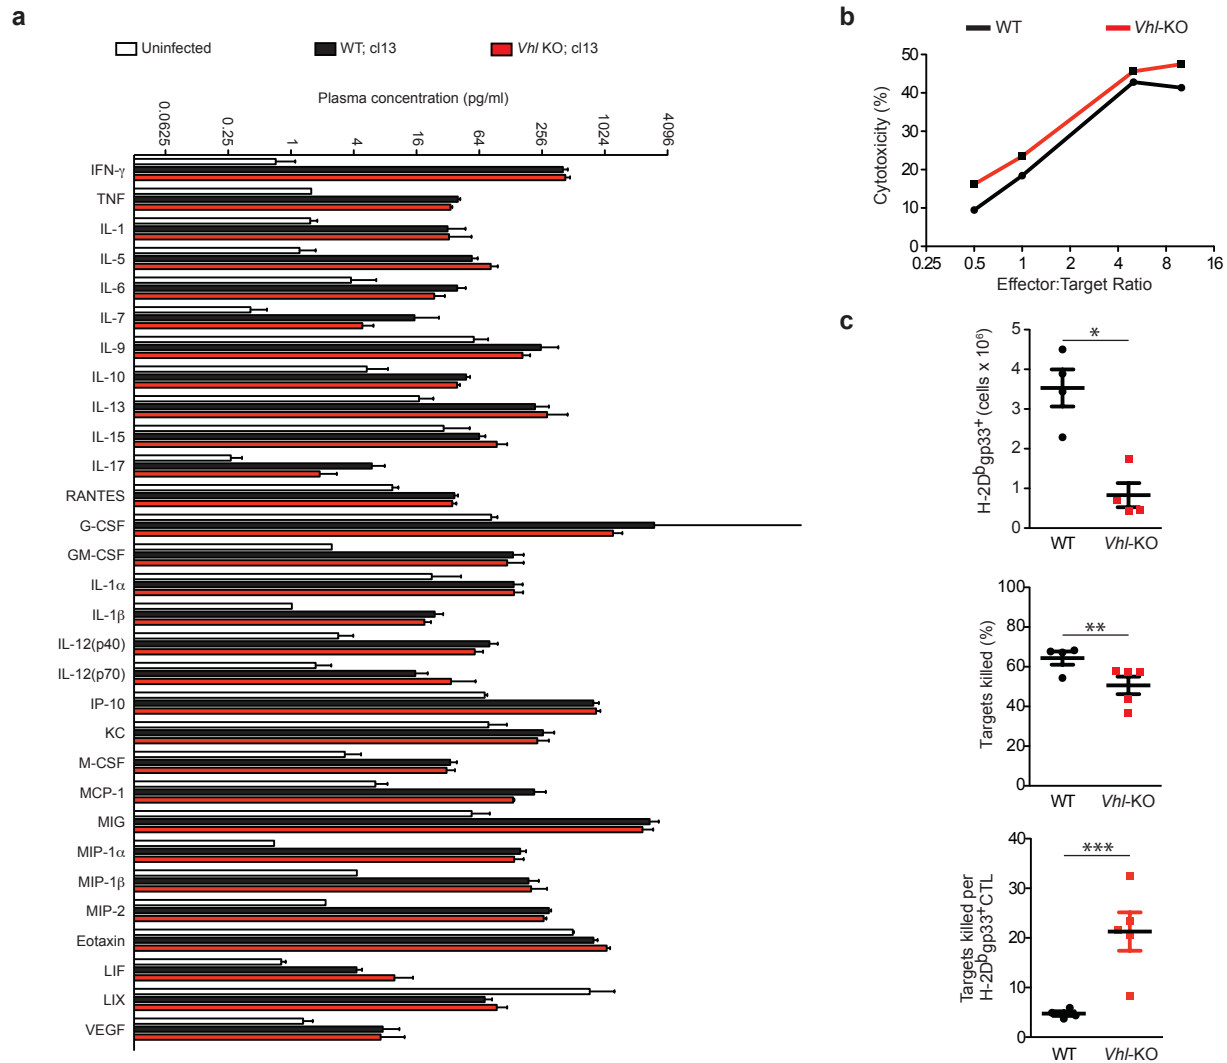 a
Uninfected
WT; cl13
Vhl KO; cl13
Plasma concentration (pg/ml)
0.0625
0.25
1
4
16
64
256
1024
4096
IFN-γ
TNF
IL-1
IL-5
IL-6
IL-7
IL-9
IL-10
IL-13
IL-15
IL-17
RANTES
G-CSF
GM-CSF
IL-1α
IL-1β
IL-12(p40)
IL-12(p70)
IP-10
KC
M-CSF
MCP-1
MIG
MIP-1α
MIP-1β
MIP-2
Eotaxin
LIF
LIX
VEGF
b
WT
Vhl-KO
Cytotoxicity (%)
50
40
30
20
10
0
0.25
0.5
1
2
4
8
16
Effector:Target Ratio
c
H-2Dᵇgp33⁺ (cells x 10⁶)
5
4
3
2
1
0
*
WT
Vhl-KO
Targets killed (%)
100
80
60
40
20
0
**
WT
Vhl-KO
Targets killed per
H-2Dᵇgp33⁺CTL
40
30
20
10
0
***
WT
Vhl-KO